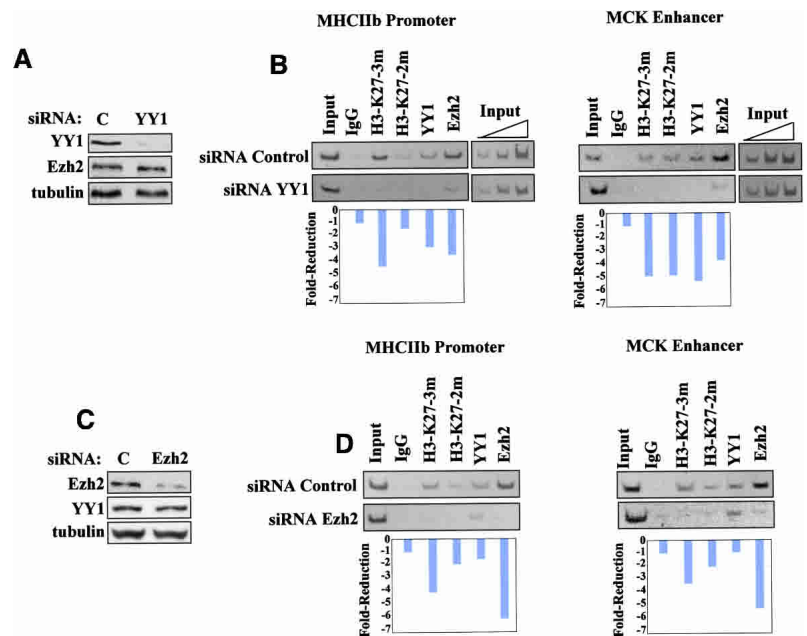 A
siRNA: C YY1
YY1
Ezh2
tubulin
B
MHCIIb Promoter
Input IgG H3-K27-3m H3-K27-2m YY1 Ezh2 Input
siRNA Control
siRNA YY1
Fold-Reduction
0
-1
-2
-3
-4
-5
-6
-7
MCK Enhancer
Input IgG H3-K27-3m H3-K27-2m YY1 Ezh2 Input
Fold-Reduction
0
-1
-2
-3
-4
-5
-6
-7
C
siRNA: C Ezh2
Ezh2
YY1
tubulin
D
MHCIIb Promoter
Input IgG H3-K27-3m H3-K27-2m YY1 Ezh2
siRNA Control
siRNA Ezh2
Fold-Reduction
0
-1
-2
-3
-4
-5
-6
-7
MCK Enhancer
Input IgG H3-K27-3m H3-K27-2m YY1 Ezh2
Fold-Reduction
0
-1
-2
-3
-4
-5
-6
-7